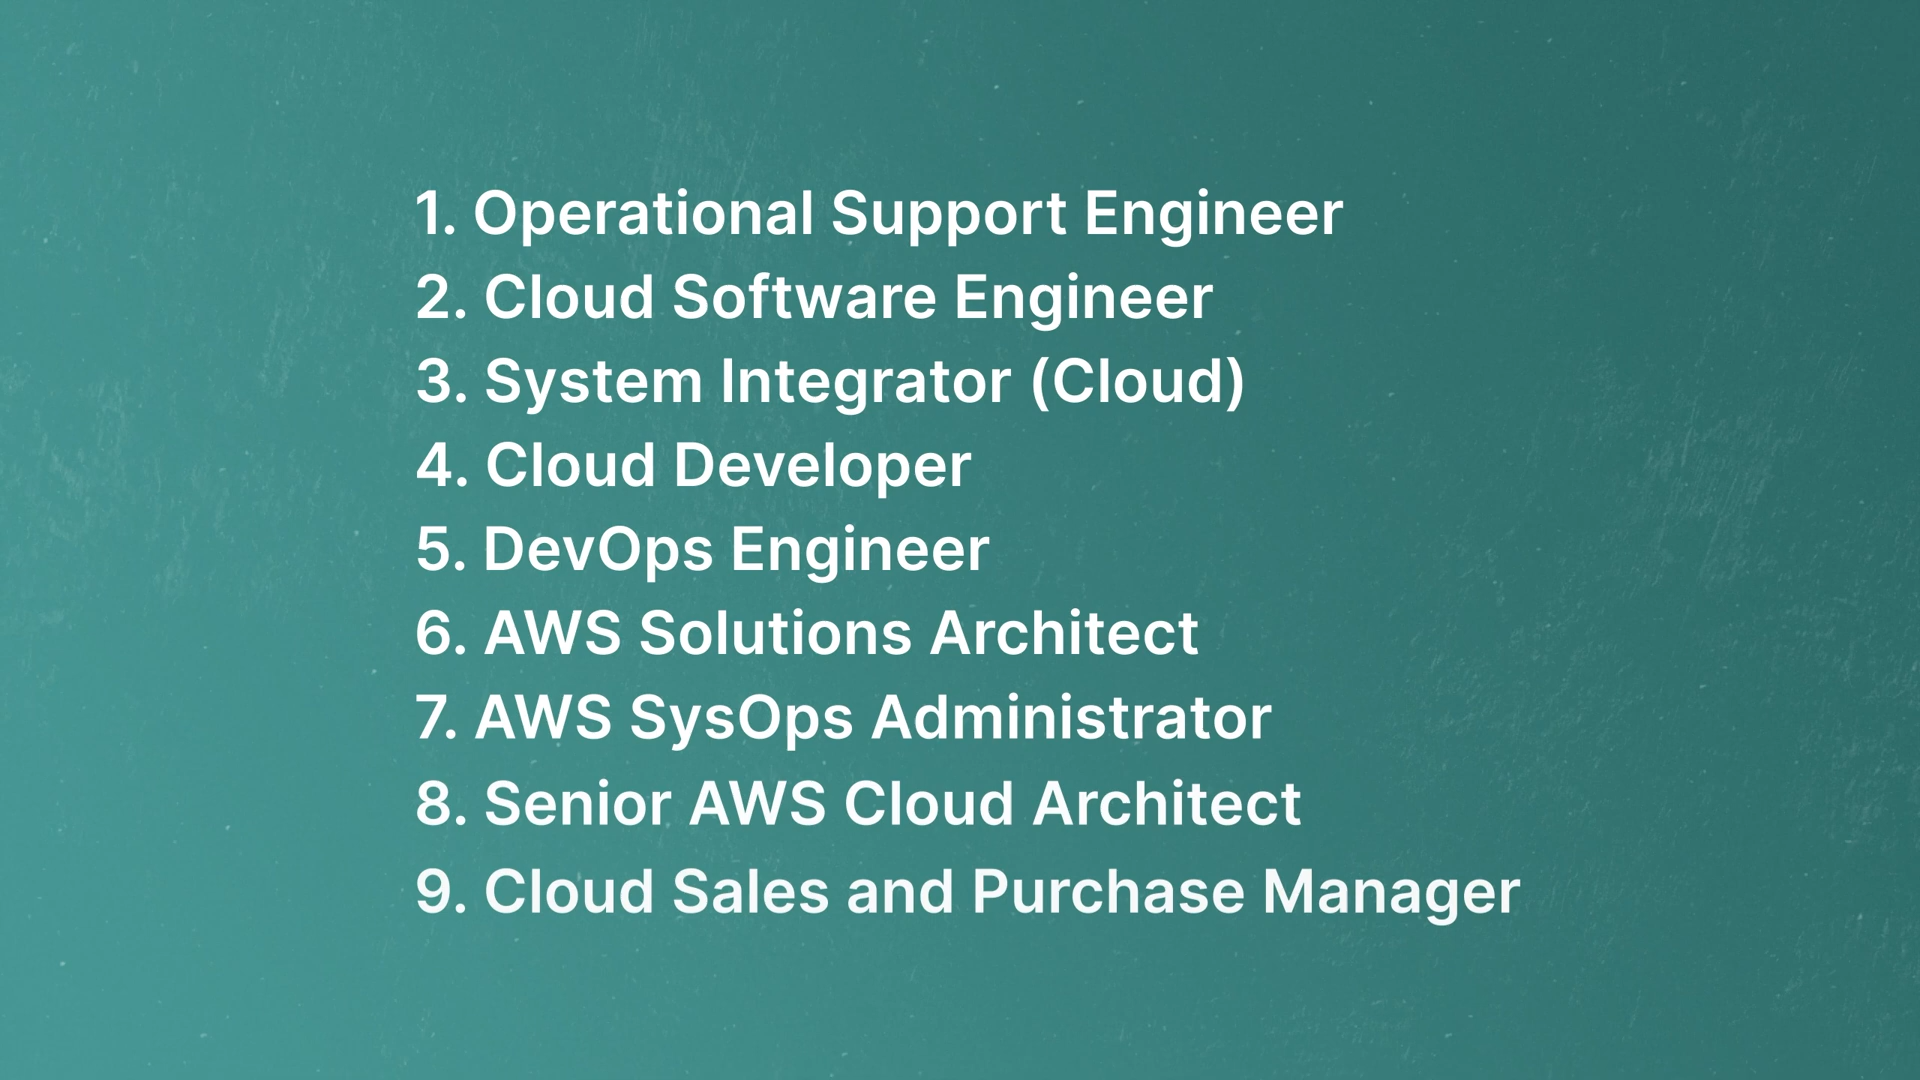 1. Operational Support Engineer
2. Cloud Software Engineer
3. System Integrator (Cloud)
4. Cloud Developer
5. DevOps Engineer
6. AWS Solutions Architect
7. AWS SysOps Administrator
8. Senior AWS Cloud Architect
9. Cloud Sales and Purchase Manager